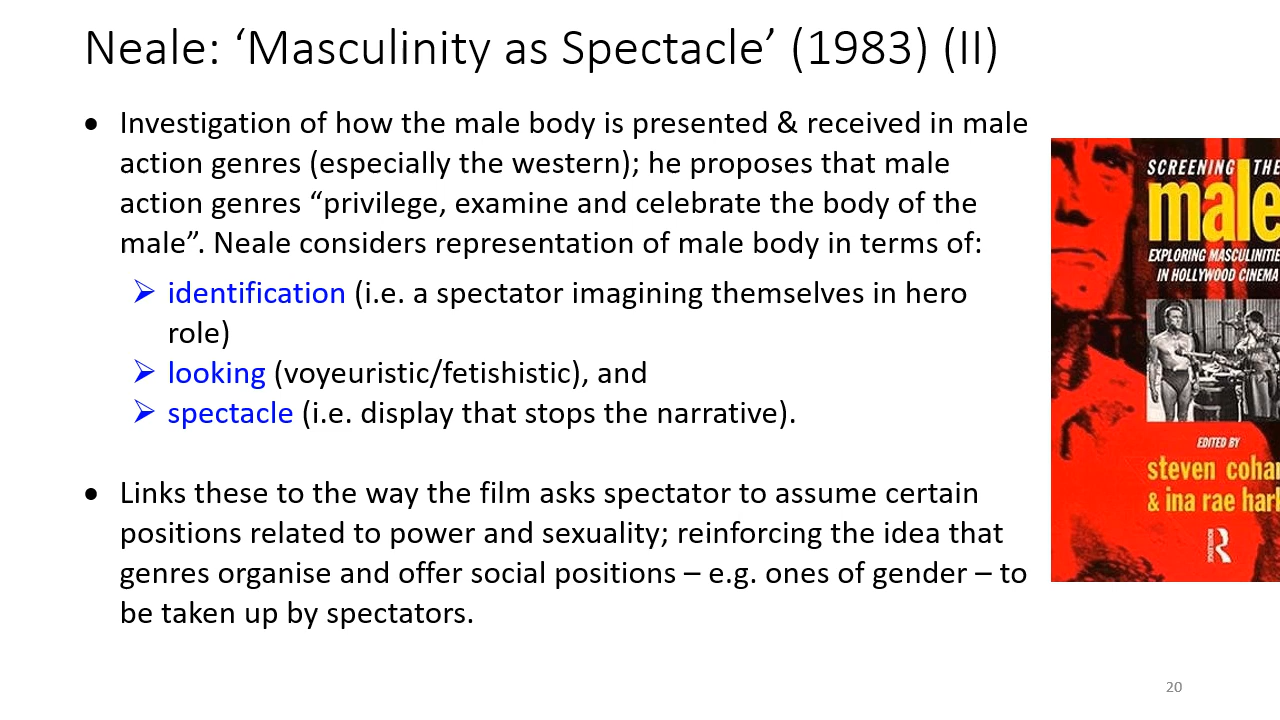 Neale: ‘Masculinity as Spectacle’ (1983) (II)
• Investigation of how the male body is presented & received in male
action genres (especially the western); he proposes that male
action genres “privilege, examine and celebrate the body of the
male”. Neale considers representation of male body in terms of:
➢ identification (i.e. a spectator imagining themselves in hero
role)
➢ looking (voyeuristic/fetishistic), and
➢ spectacle (i.e. display that stops the narrative).
• Links these to the way the film asks spectator to assume certain
positions related to power and sexuality; reinforcing the idea that
genres organise and offer social positions – e.g. ones of gender – to
be taken up by spectators.
SCREENING THE
male
EXPLORING MASCULINITIE
IN HOLLYWOOD CINEMA
EDITED BY
steven coha
& ina rae har
ROUTLEDGE
20